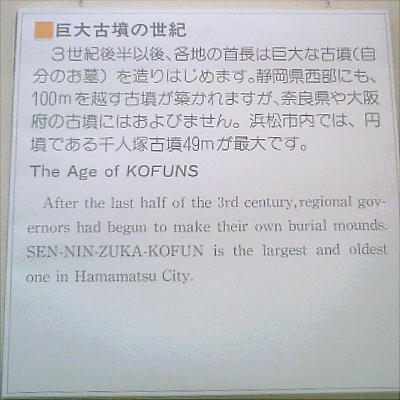 ■巨大古墳の世紀
3世紀後半以後、各地の首長は巨大な古墳(自
分のお墓）を造りはじめます。静岡県西部にも、
100mを越す古墳が築かれますが、奈良県や大阪
府の古墳にはおよびません。浜松市内では、円
墳である千人塚古墳49mが最大です。
The Age of KOFUNS
After the last half of the 3rd century, regional gov-
ernors had begun to make their own burial mounds.
SEN-NIN-ZUKA-KOFUN is the largest and oldest
one in Hamamatsu City.